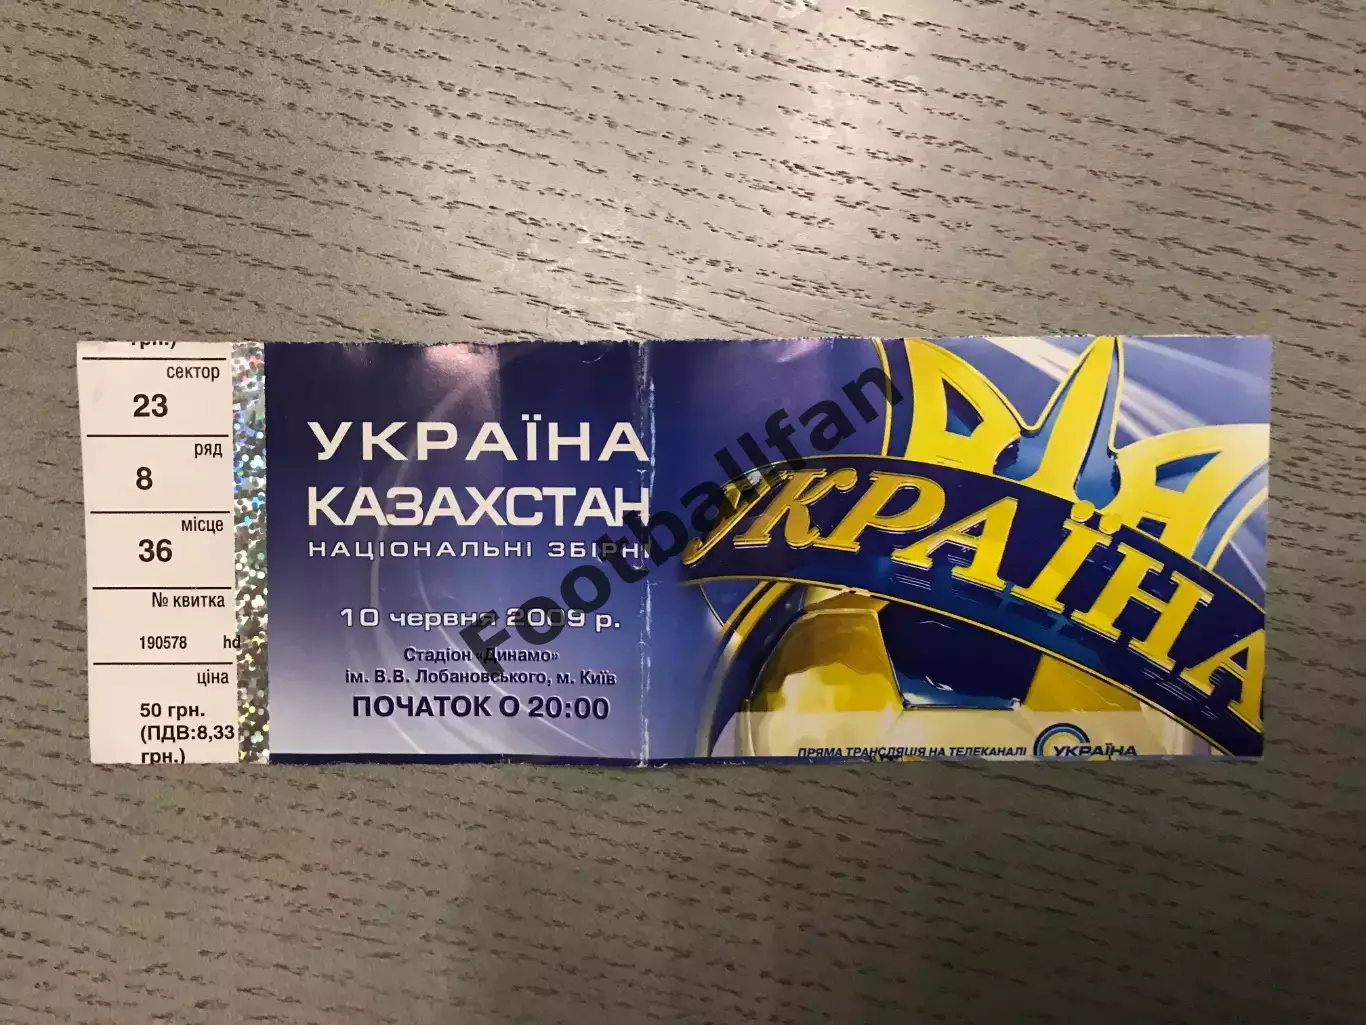 грн.)
сектор
23
ряд
8
місце
36
№ квитка
190578 hd
ціна
50 грн.
(ПДВ:8,33
грн.)
УКРАЇНА
КАЗАХСТАН
НАЦІОНАЛЬНІ ЗБІРНІ
10 червня 2009 р.
Стадіон «Динамо»
ім. В.В. Лобановського, м. Київ
ПОЧАТОК О 20:00
УКРАЇНА
ПРЯМА ТРАНСЛЯЦІЯ НА ТЕЛЕКАНАЛІ
УКРАЇНА
Footballfan